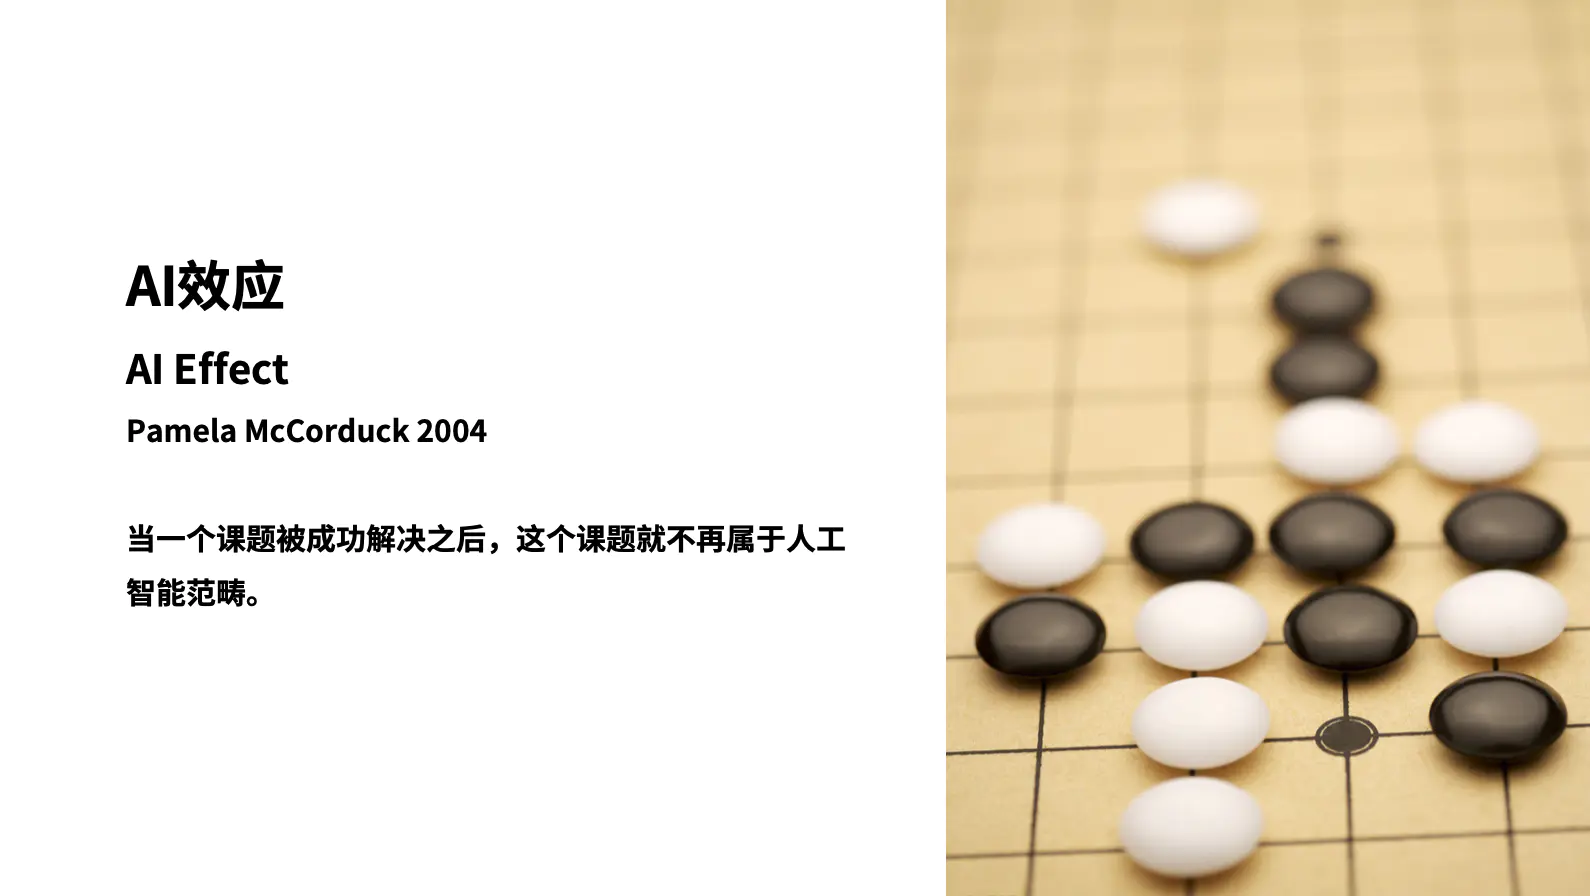 AI效应
AI Effect
Pamela McCorduck 2004
当一个课题被成功解决之后，这个课题就不再属于人工
智能范畴。